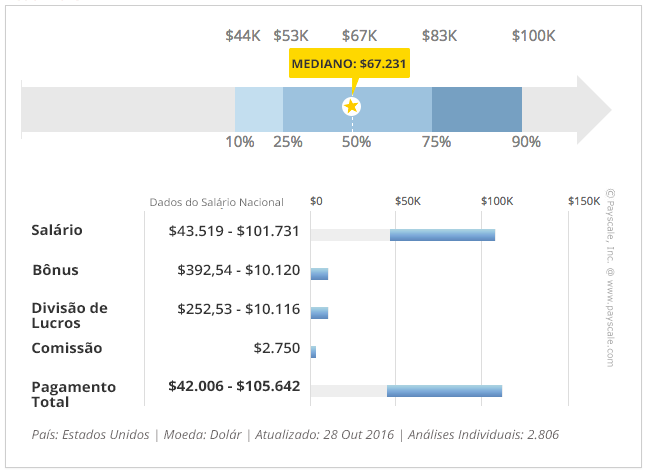 $44K $53K $67K $83K $100K
MEDIANO: $67.231
10% 25% 50% 75% 90%
Dados do Salário Nacional $0 $50K $100K $150K
Salário $43.519 - $101.731
Bônus $392,54 - $10.120
Divisão de $252,53 - $10.116
Lucros
Comissão $2.750
Pagamento $42.006 - $105.642
Total
© Payscale, Inc. @ www.payscale.com
País: Estados Unidos | Moeda: Dolár | Atualizado: 28 Out 2016 | Análises Individuais: 2.806